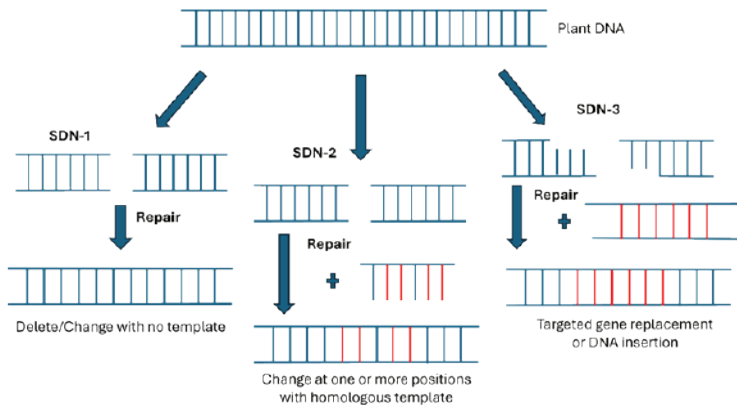 Plant DNA
SDN-1
SDN-2
SDN-3
Repair
Repair
Repair
Delete/Change with no template
Change at one or more positions
with homologous template
Targeted gene replacement
or DNA insertion